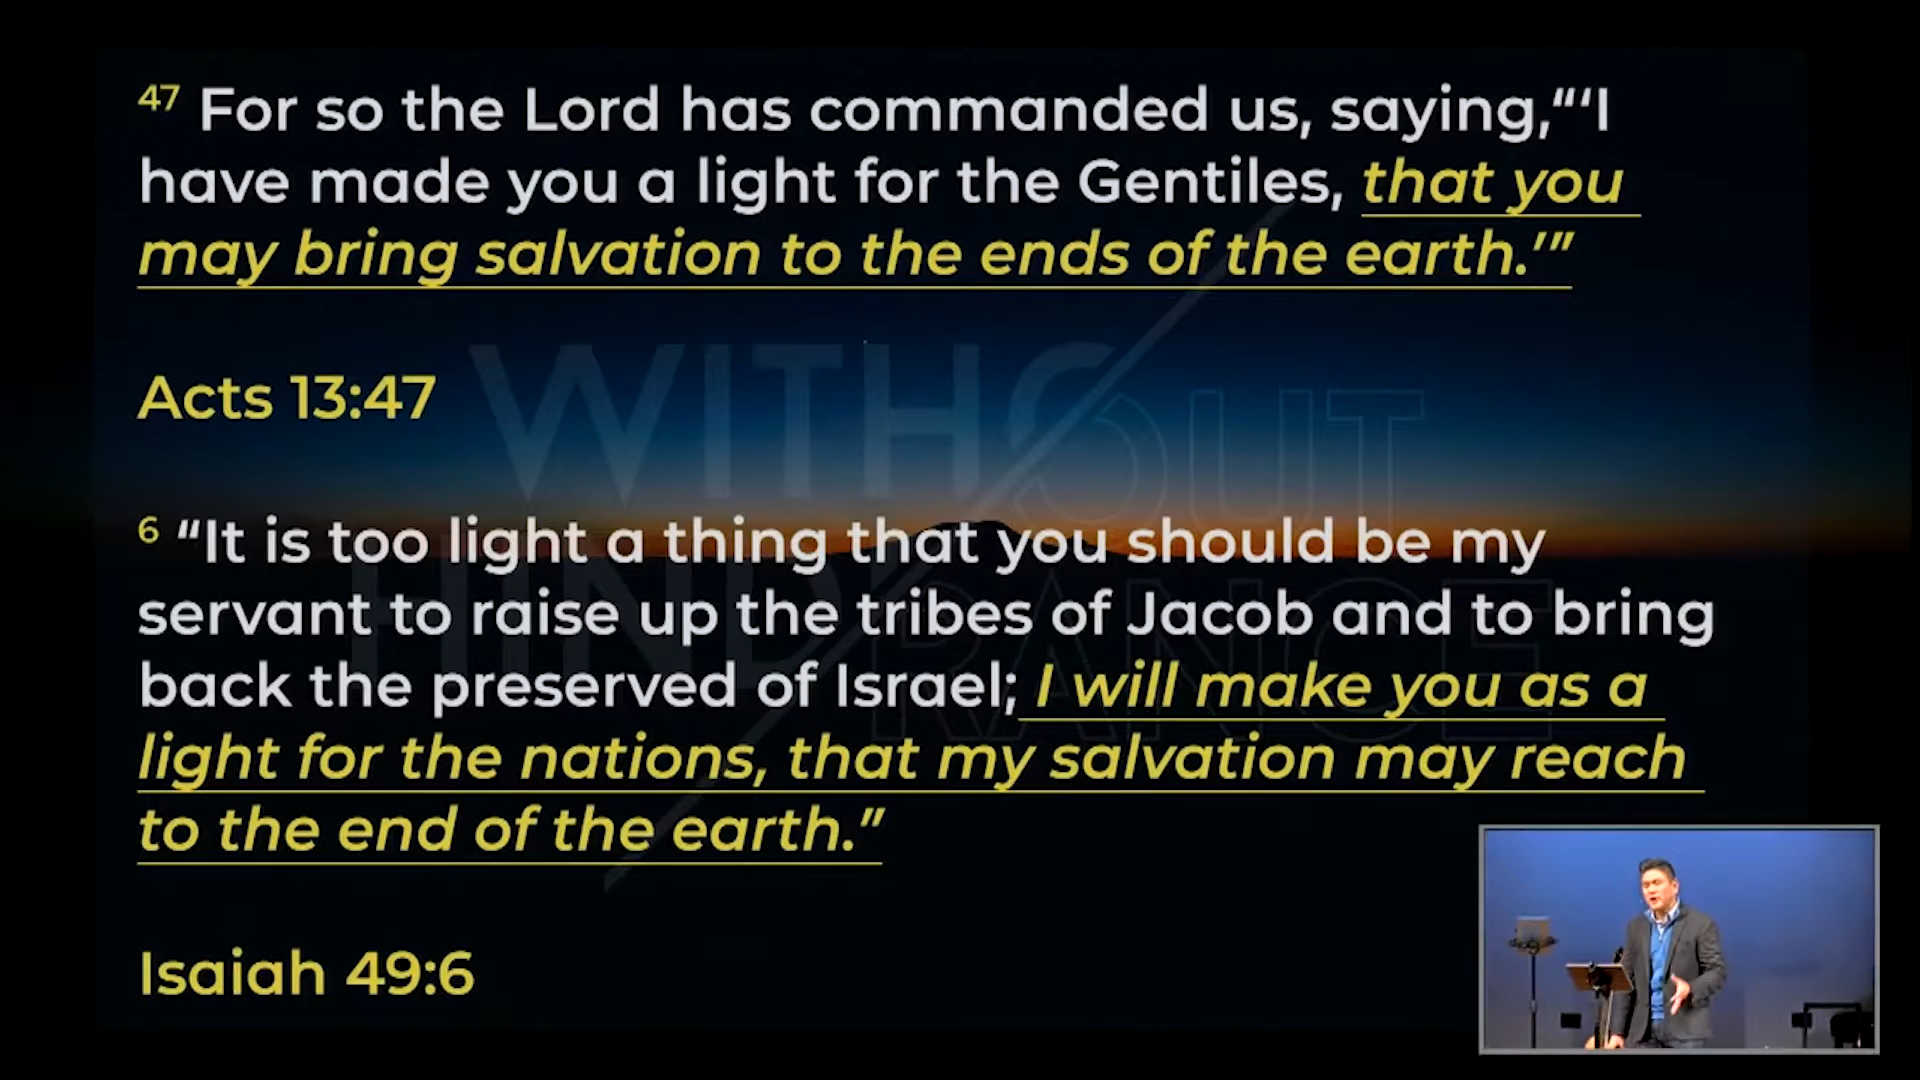 47 For so the Lord has commanded us, saying,“‘I
have made you a light for the Gentiles, that you
may bring salvation to the ends of the earth.’”
WITHOUT
Acts 13:47
6 “It is too light a thing that you should be my
HINDRANCE
servant to raise up the tribes of Jacob and to bring
back the preserved of Israel; I will make you as a
light for the nations, that my salvation may reach
to the end of the earth.”
Isaiah 49:6